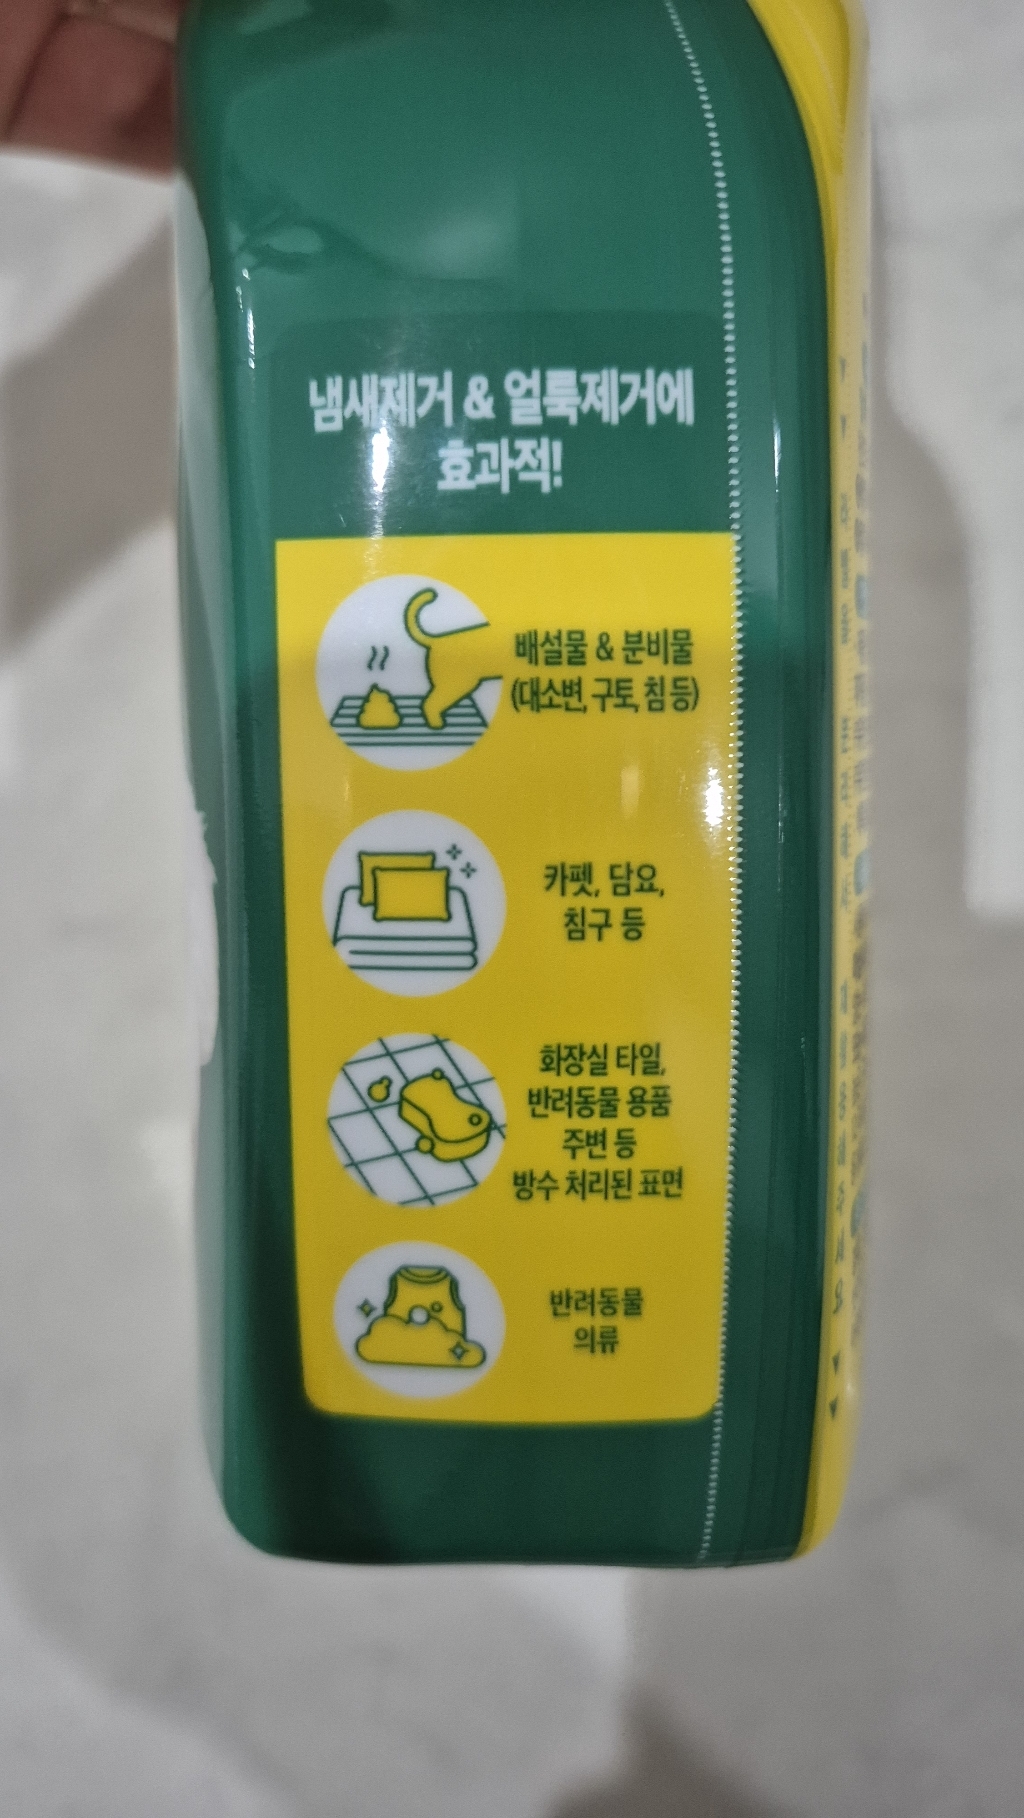 냄새제거 & 얼룩제거에
효과적!
배설물 & 분비물
(대소변, 구토, 침 등)
카펫, 담요,
침구 등
화장실 타일,
반려동물 용품
주변 등
방수 처리된 표면
반려동물
의류